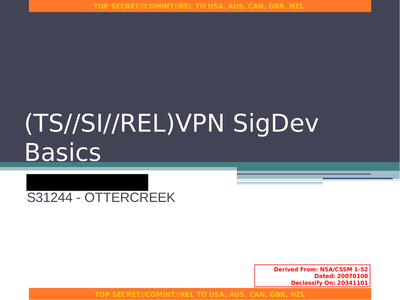 TOP SECRET//COMINT//REL TO USA, AUS, CAN, GBR, NZL
(TS//SI//REL)VPN SigDev
Basics
S31244 - OTTERCREEK
Derived From: NSA/CSSM 1-52
Dated: 20070108
Declassify On: 20341101
TOP SECRET//COMINT//REL TO USA, AUS, CAN, GBR, NZL